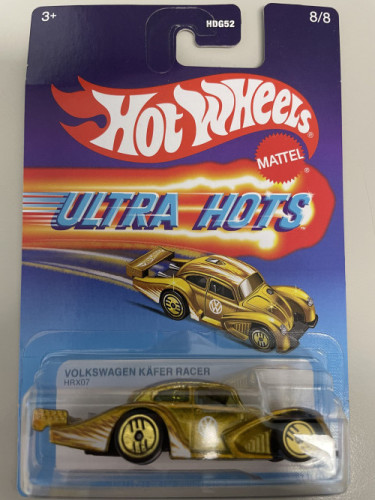 3+
HDG52
8/8
Hot Wheels
MATTEL
ULTRA HOTS
VOLKSWAGEN KÄFER RACER
HRX07